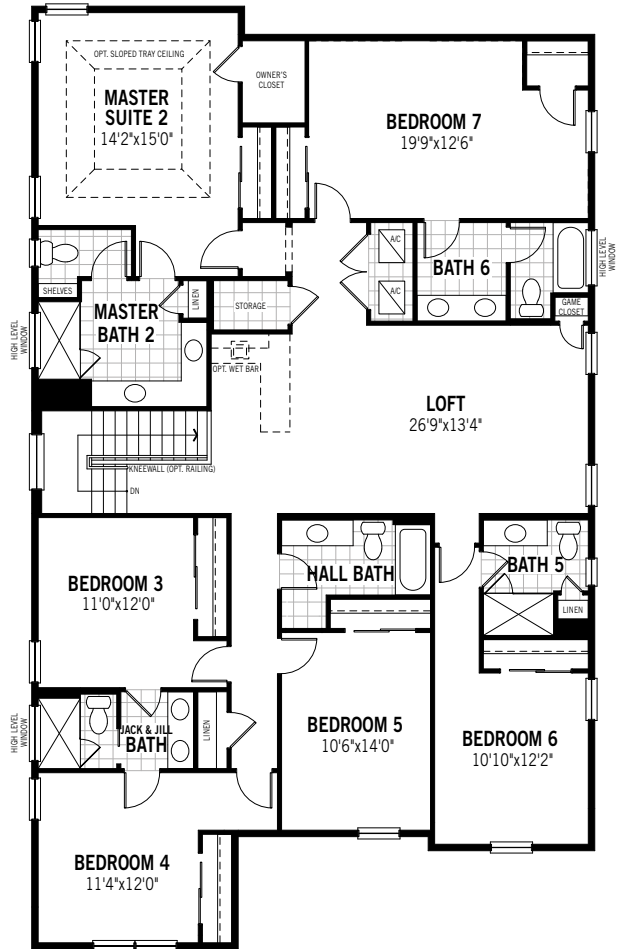 OPT. SLOPED TRAY CEILING
MASTER
SUITE 2
14'2"x15'0"
OWNER'S
CLOSET
BEDROOM 7
19'9"x12'6"
A/C
A/C
BATH 6
HIGH LEVEL
WINDOW
GAME
CLOSET
SHELVES
MASTER
BATH 2
LINEN
STORAGE
HIGH LEVEL
WINDOW
OPT. WET BAR
LOFT
26'9"x13'4"
KNEEWALL (OPT. RAILING)
DN
BEDROOM 3
11'0"x12'0"
HALL BATH
BATH 5
LINEN
HIGH LEVEL
WINDOW
JACK & JILL
BATH
LINEN
BEDROOM 5
10'6"x14'0"
BEDROOM 6
10'10"x12'2"
BEDROOM 4
11'4"x12'0"